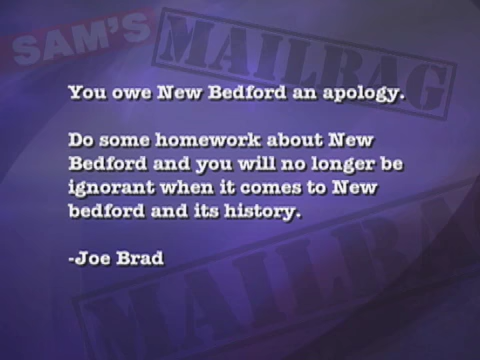 SAM'S
MAILBAG
You owe New Bedford an apology.
Do some homework about New
Bedford and you will no longer be
ignorant when it comes to New
bedford and its history.
-Joe Brad
MAILBAG